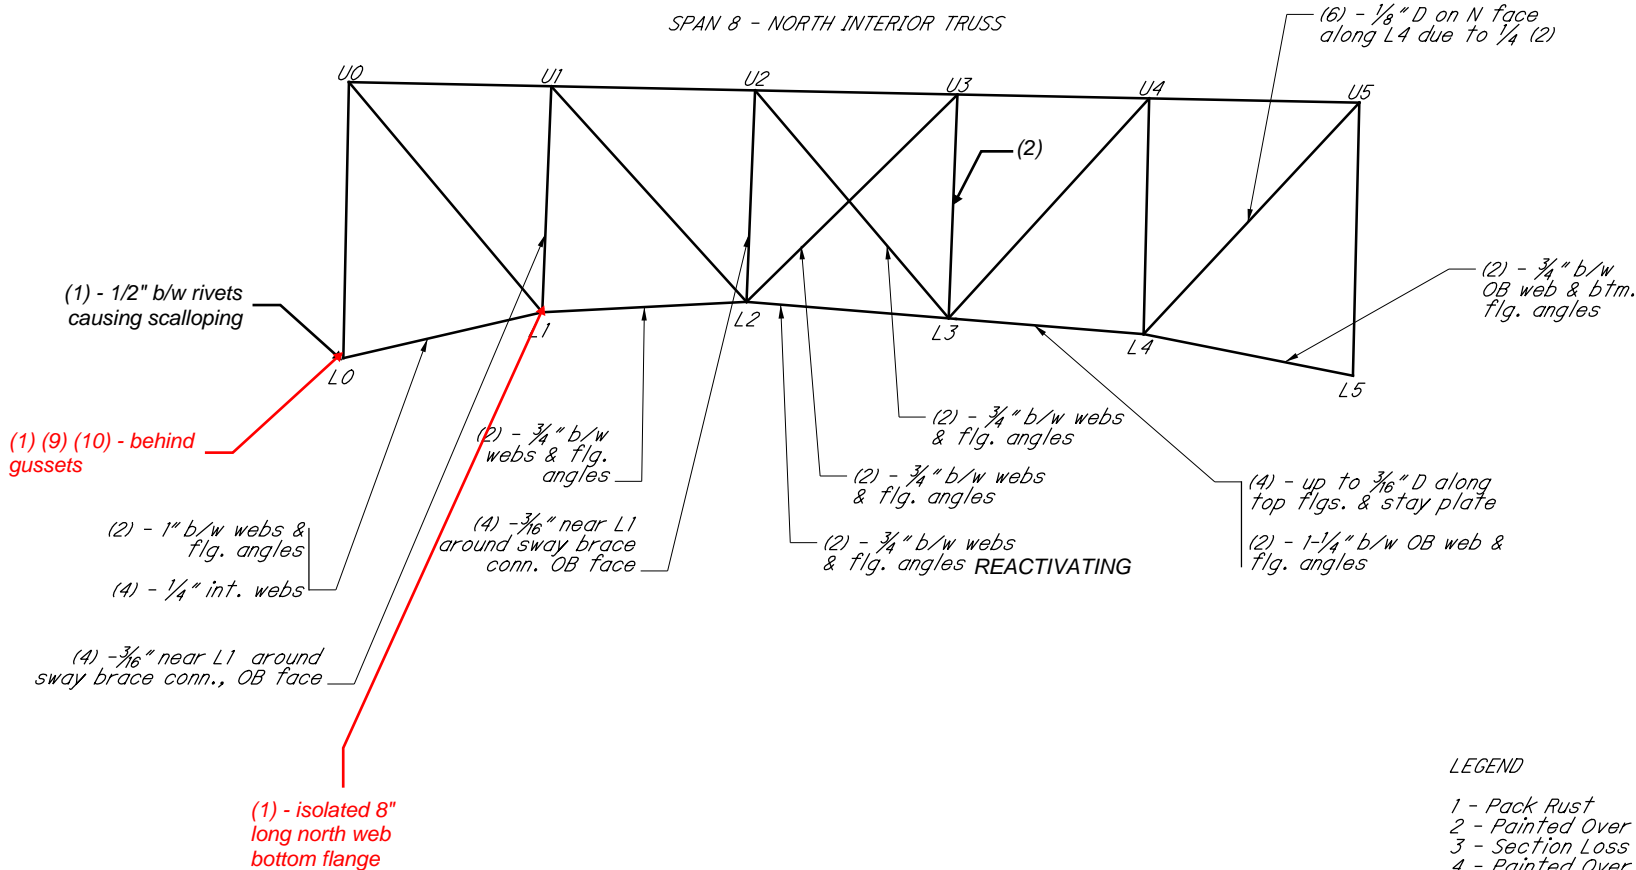 SPAN 8 - NORTH INTERIOR TRUSS
(6) - 1/8" D on N face
along L4 due to 1/4 (2)
U0
U1
U2
U3
U4
U5
(2)
(1) - 1/2" b/w rivets
causing scalloping
(2) - 3/4" b/w
OB web & btm.
flg. angles
L0
L1
L2
L3
L4
L5
(1) (9) (10) - behind
gussets
(2) - 3/4" b/w
webs & flg.
angles
(2) - 3/4" b/w webs
& flg. angles
(2) - 3/4" b/w webs
& flg. angles
(4) - up to 3/16" D along
top flgs. & stay plate
(2) - 1-1/4" b/w OB web &
flg. angles
(2) - 1" b/w webs &
flg. angles
(4) - 1/4" int. webs
(4) -3/16" near L1
around sway brace
conn. OB face
(2) - 3/4" b/w webs
& flg. angles REACTIVATING
(4) -3/16" near L1 around
sway brace conn., OB face
(1) - isolated 8"
long north web
bottom flange
LEGEND
1 - Pack Rust
2 - Painted Over
3 - Section Loss
4 - Painted Over